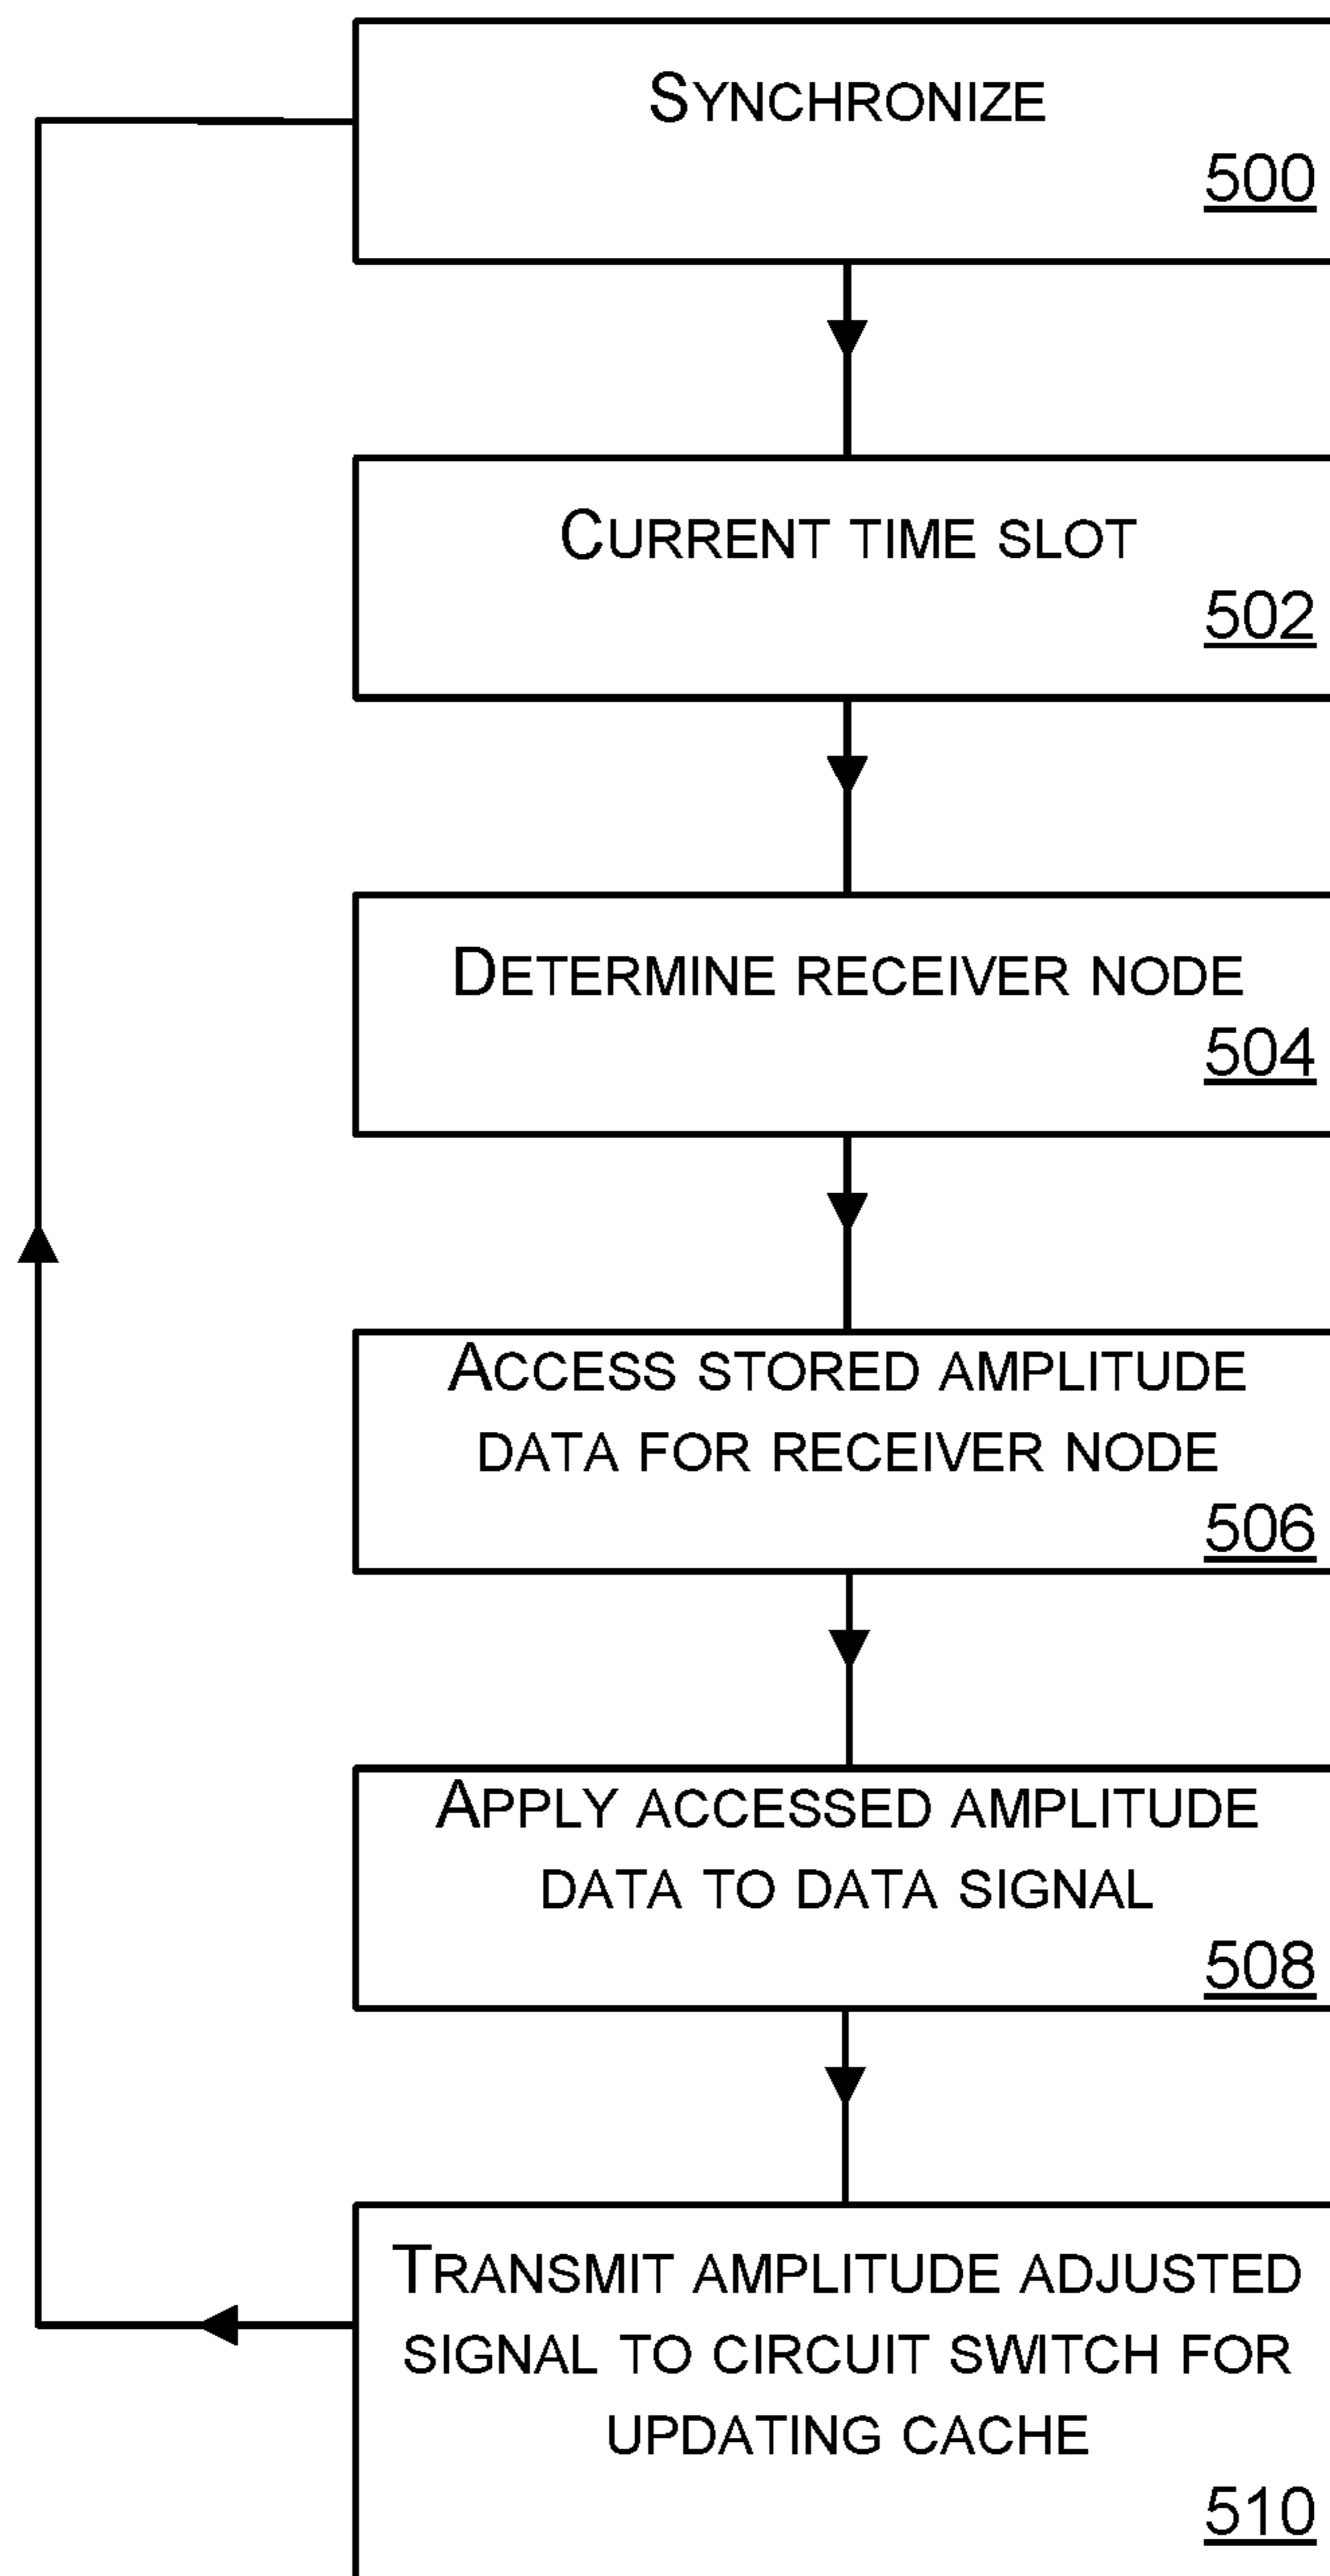 SYNCHRONIZE
500
CURRENT TIME SLOT
502
DETERMINE RECEIVER NODE
504
ACCESS STORED AMPLITUDE
DATA FOR RECEIVER NODE
506
APPLY ACCESSED AMPLITUDE
DATA TO DATA SIGNAL
508
TRANSMIT AMPLITUDE ADJUSTED
SIGNAL TO CIRCUIT SWITCH FOR
UPDATING CACHE
510